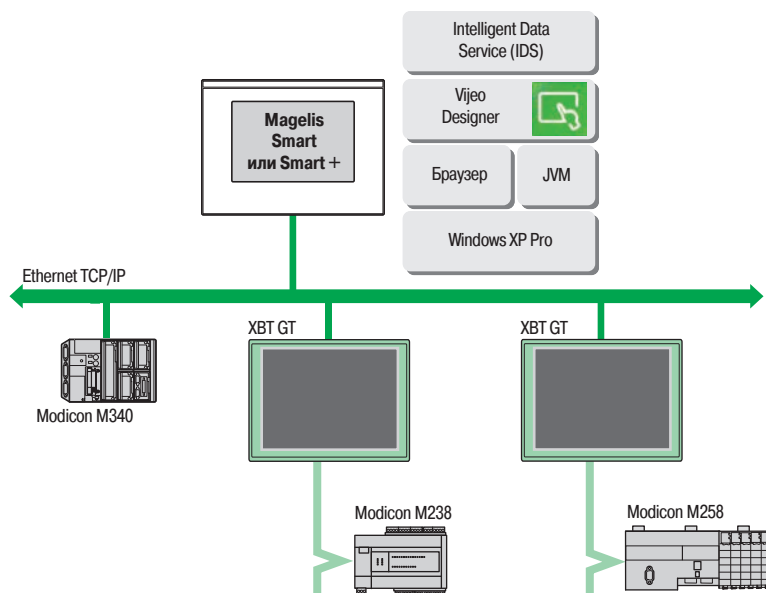 Intelligent Data
Service (IDS)
Vijeo
Designer
Magelis
Smart
или Smart +
Браузер
JVM
Windows XP Pro
Ethernet TCP/IP
XBT GT
XBT GT
Modicon M340
Modicon M238
Modicon M258